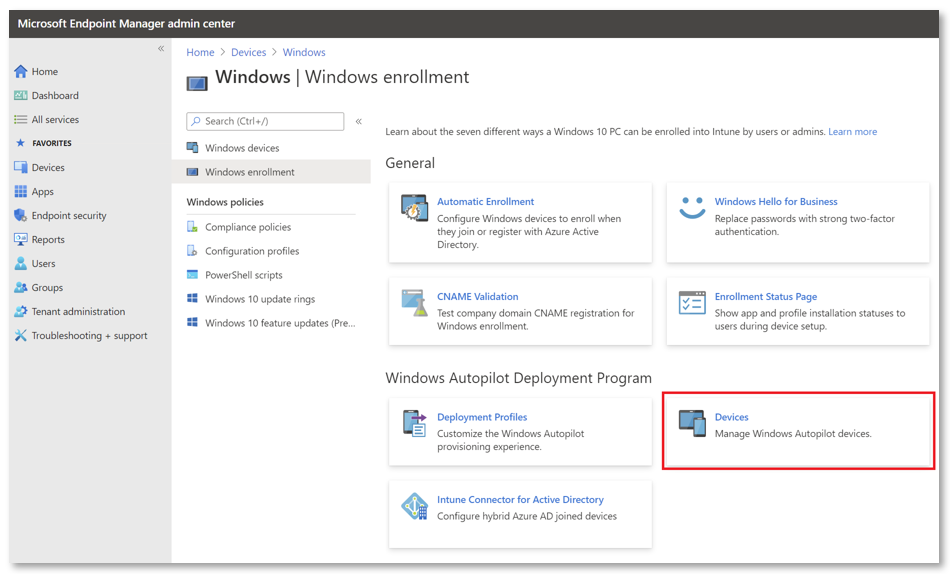 Microsoft Endpoint Manager admin center
«
Home
Dashboard
All services
FAVORITES
Devices
Apps
Endpoint security
Reports
Users
Groups
Tenant administration
Troubleshooting + support
Home > Devices > Windows
Windows | Windows enrollment
Search (Ctrl+/)
«
Windows devices
Windows enrollment
Windows policies
Compliance policies
Configuration profiles
PowerShell scripts
Windows 10 update rings
Windows 10 feature updates (Pre...
Learn about the seven different ways a Windows 10 PC can be enrolled into Intune by users or admins. Learn more
General
Automatic Enrollment
Configure Windows devices to enroll when
they join or register with Azure Active
Directory.
Windows Hello for Business
Replace passwords with strong two-factor
authentication.
CNAME Validation
Test company domain CNAME registration for
Windows enrollment.
Enrollment Status Page
Show app and profile installation statuses to
users during device setup.
Windows Autopilot Deployment Program
Deployment Profiles
Customize the Windows Autopilot
provisioning experience.
Devices
Manage Windows Autopilot devices.
Intune Connector for Active Directory
Configure hybrid Azure AD joined devices